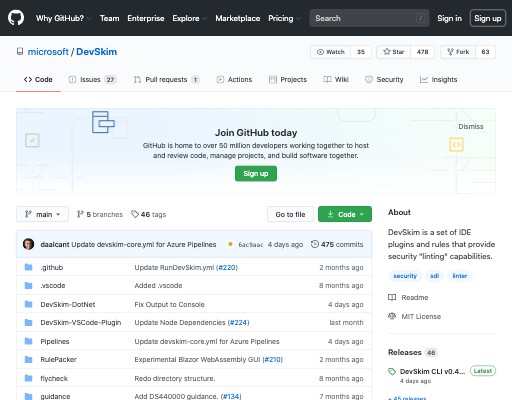 Why GitHub? Team Enterprise Explore Marketplace Pricing Search / Sign in Sign up
microsoft / DevSkim Watch 35 Star 478 Fork 63
Code Issues 27 Pull requests 1 Actions Projects Wiki Security Insights
Dismiss
Join GitHub today
GitHub is home to over 50 million developers working together to host
and review code, manage projects, and build software together.
Sign up
main 5 branches 46 tags Go to file Code
daalcant Update devskim-core.yml for Azure Pipelines 6ac9aac 4 days ago 475 commits
.github Update RunDevSkim.yml (#220) 2 months ago
.vscode Added .vscode 8 months ago
DevSkim-DotNet Fix Output to Console 4 days ago
DevSkim-VSCode-Plugin Update Node Dependencies (#224) last month
Pipelines Update devskim-core.yml for Azure Pipelines 4 days ago
RulePacker Experimental Blazor WebAssembly GUI (#210) 2 months ago
flycheck Redo directory structure. 8 months ago
guidance Add DS440000 guidance. (#134) 7 months ago
About
DevSkim is a set of IDE
plugins and rules that provide
security "linting" capabilities.
security sdl linter
Readme
MIT License
Releases 46
DevSkim CLI v0.4... Latest
4 days ago
+ 45 releases